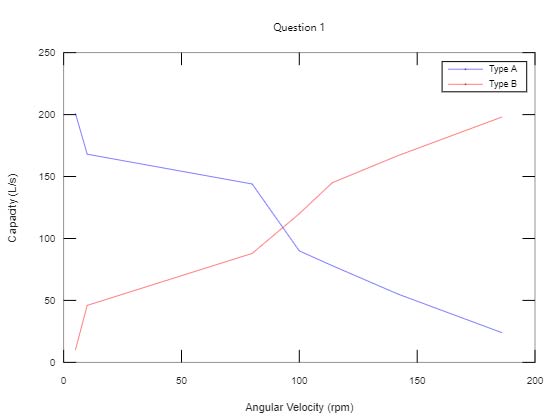 Question 1
250
Type A
Type B
200
150
100
50
0
0 50 100 150 200
Capacity (L/s)
Angular Velocity (rpm)